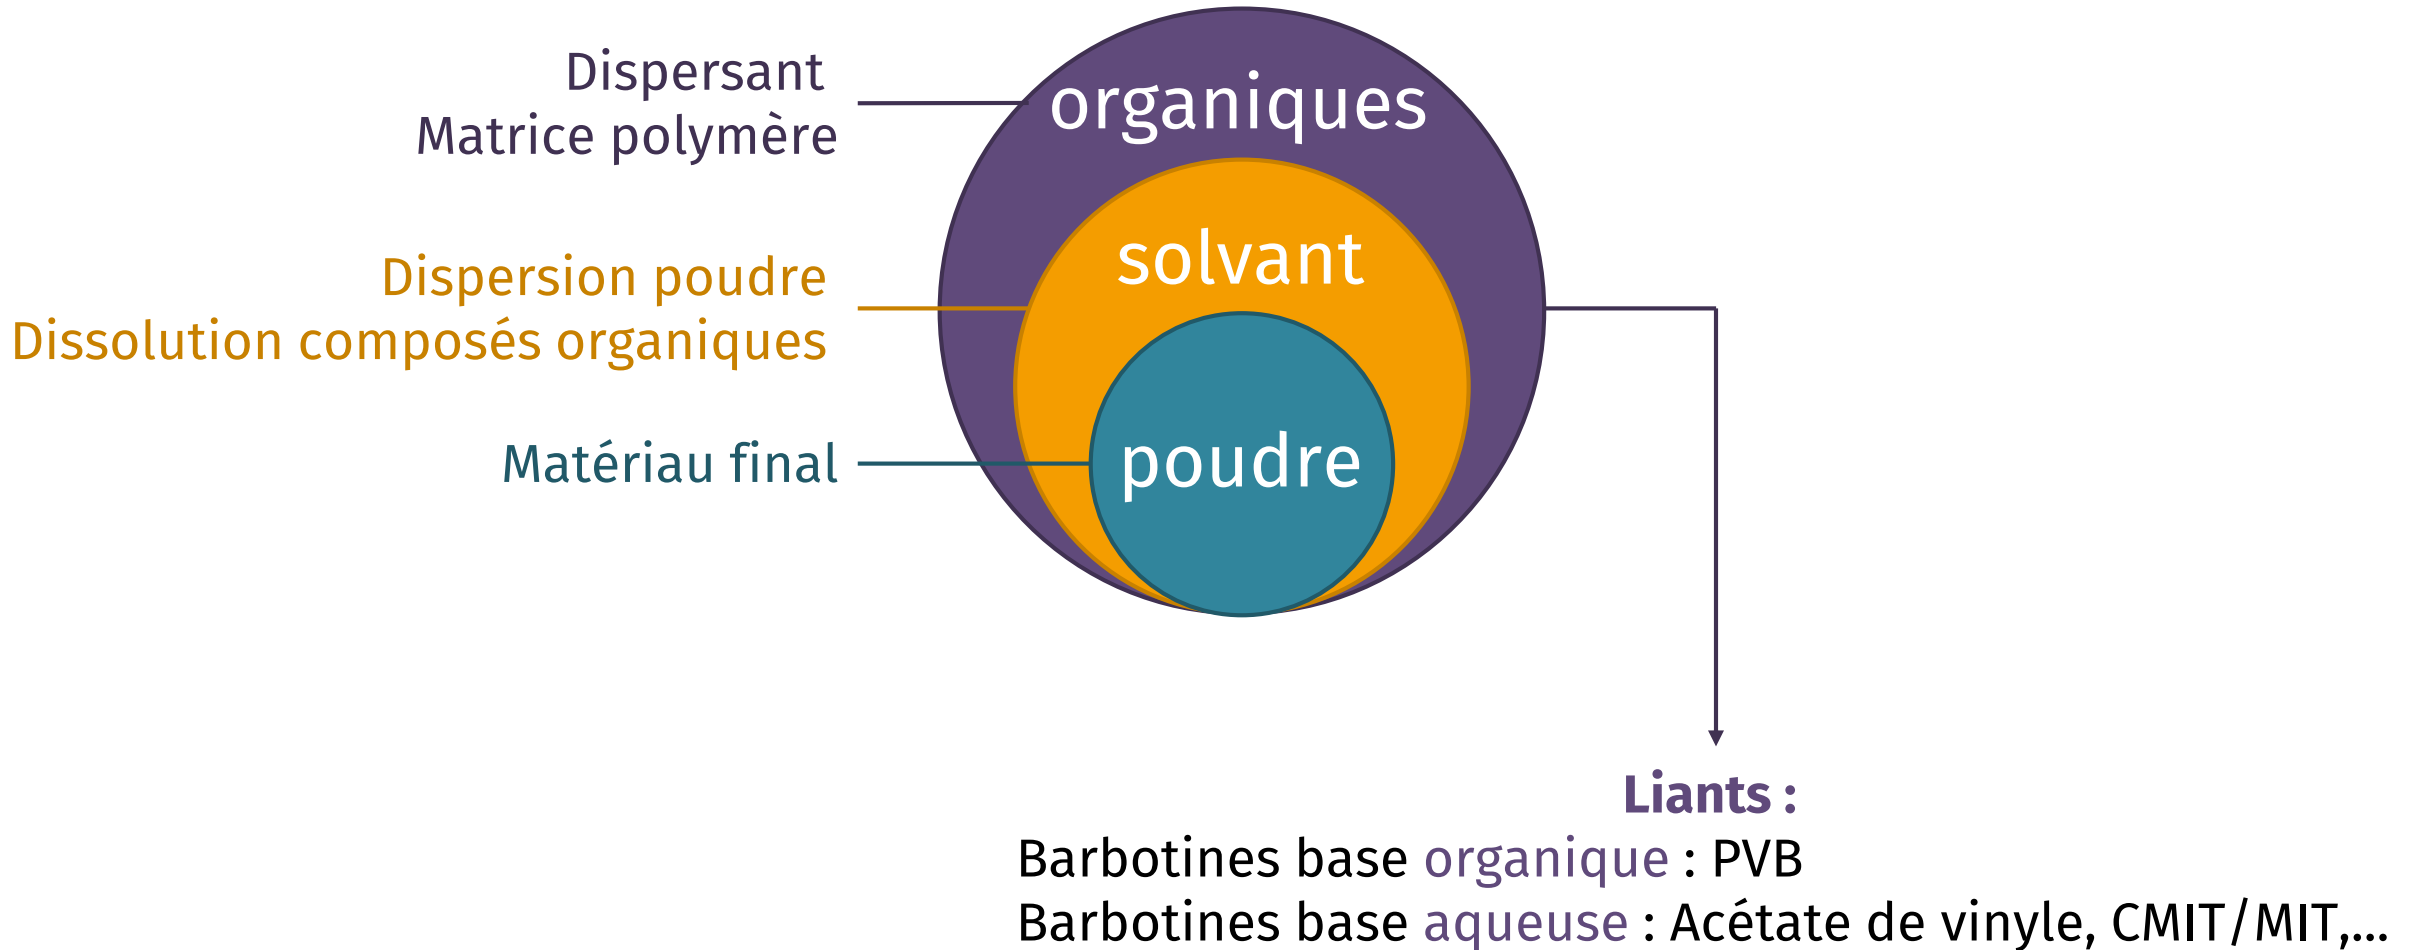 Dispersant
Matrice polymère
organiques
Dispersion poudre
Dissolution composés organiques
solvant
Matériau final
poudre
Liants :
Barbotines base organique : PVB
Barbotines base aqueuse : Acétate de vinyle, CMIT/MIT,...